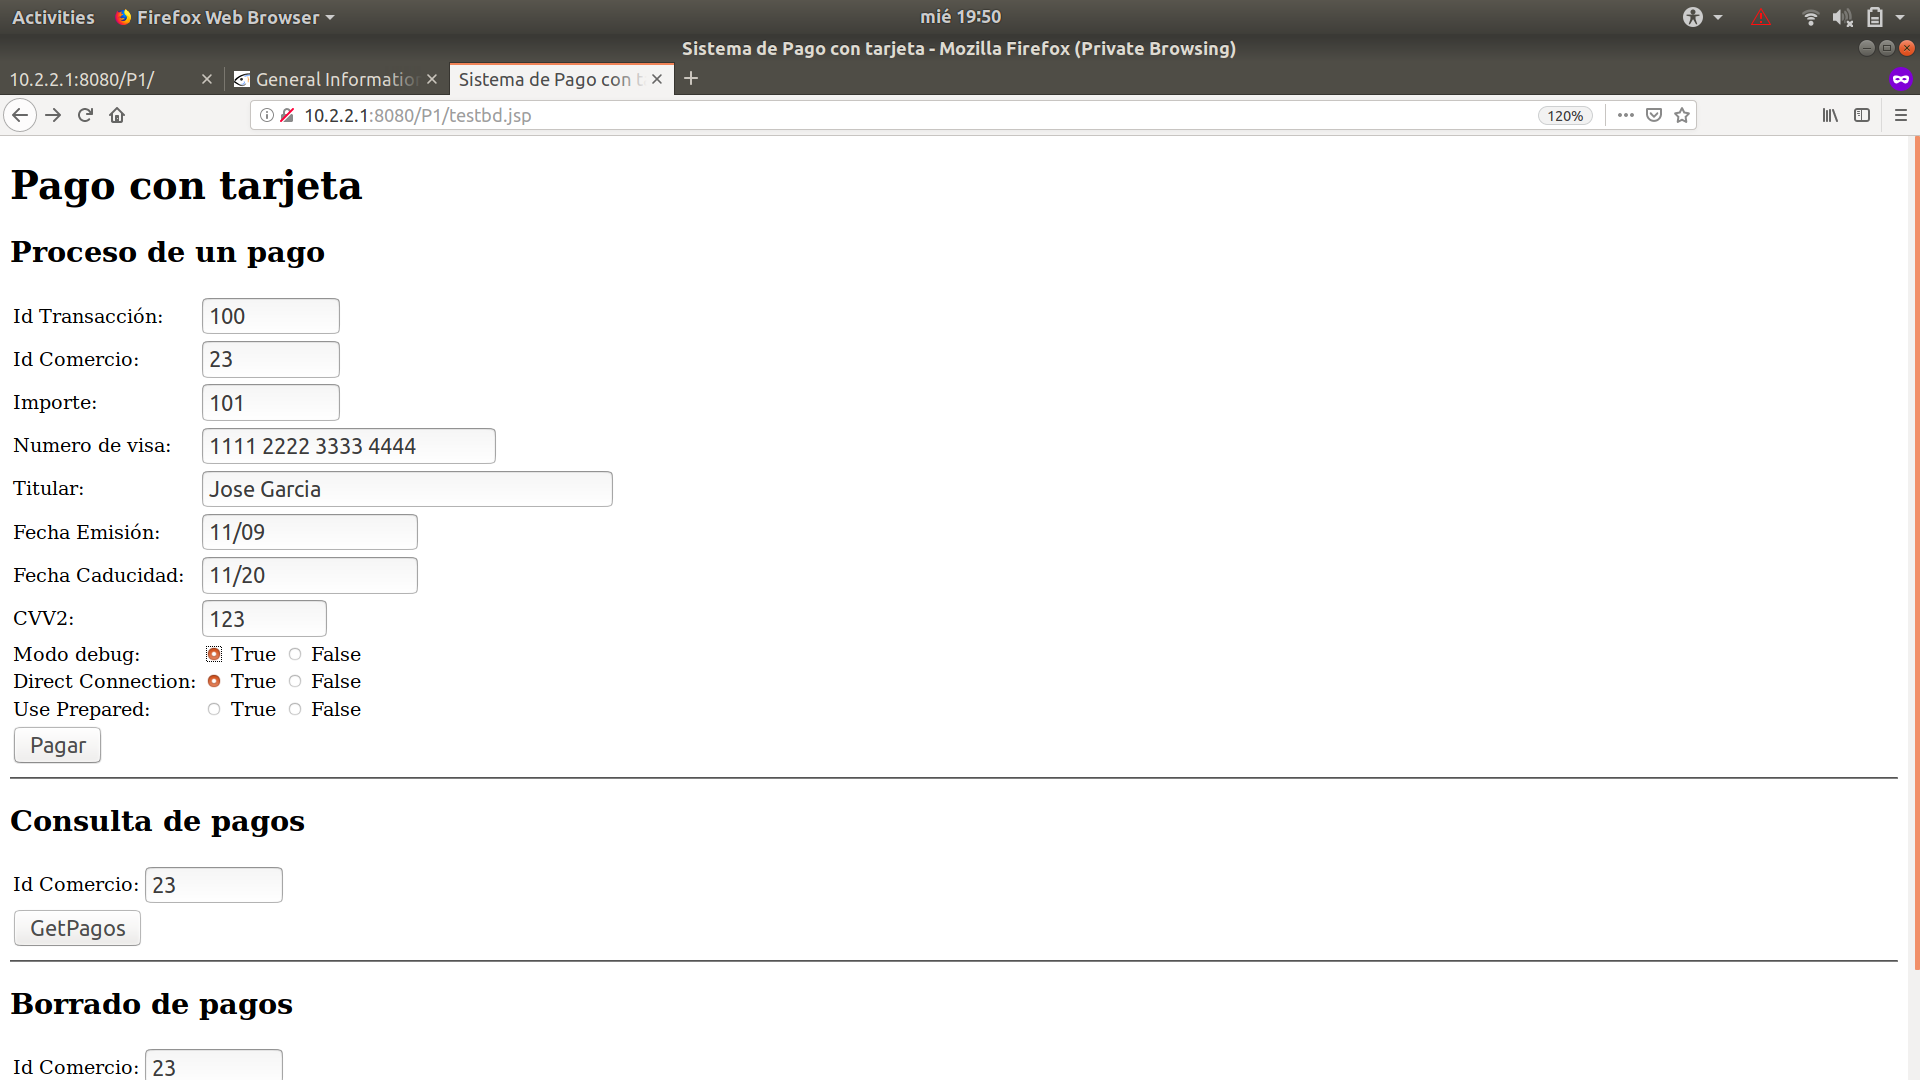 Activities Firefox Web Browser mié 19:50
Sistema de Pago con tarjeta - Mozilla Firefox (Private Browsing)
10.2.2.1:8080/P1/ General Informatio Sistema de Pago con t
10.2.2.1:8080/P1/testbd.jsp 120%
Pago con tarjeta
Proceso de un pago
Id Transacción: 100
Id Comercio: 23
Importe: 101
Numero de visa: 1111 2222 3333 4444
Titular: Jose Garcia
Fecha Emisión: 11/09
Fecha Caducidad: 11/20
CVV2: 123
Modo debug: True False
Direct Connection: True False
Use Prepared: True False
Pagar
Consulta de pagos
Id Comercio: 23
GetPagos
Borrado de pagos
Id Comercio: 23